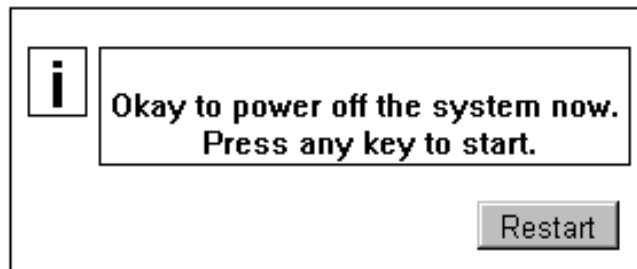 i
Okay to power off the system now.
Press any key to start.
Restart